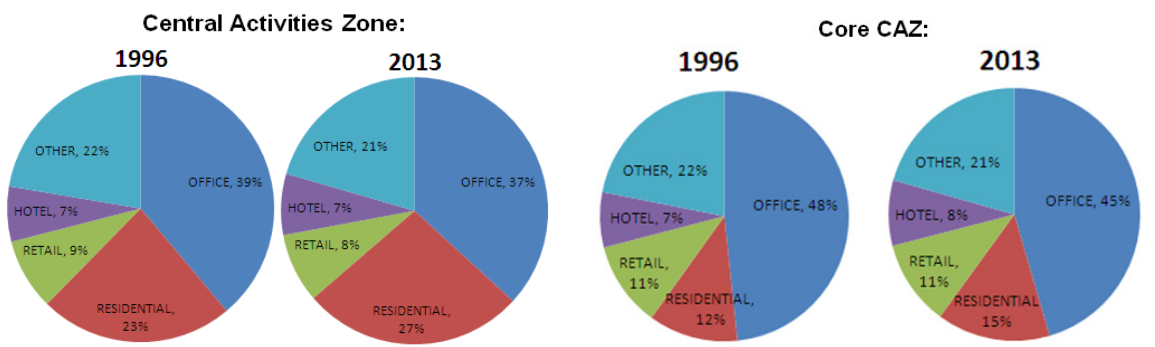 Central Activities Zone:
1996
OTHER, 22%
OFFICE, 39%
HOTEL, 7%
RETAIL, 9%
RESIDENTIAL,
23%
2013
OTHER, 21%
OFFICE, 37%
HOTEL, 7%
RETAIL, 8%
RESIDENTIAL,
27%
Core CAZ:
1996
OTHER, 22%
OFFICE, 48%
HOTEL, 7%
RETAIL,
11%
RESIDENTIAL,
12%
2013
OTHER, 21%
OFFICE, 45%
HOTEL, 8%
RETAIL,
11%
RESIDENTIAL
15%